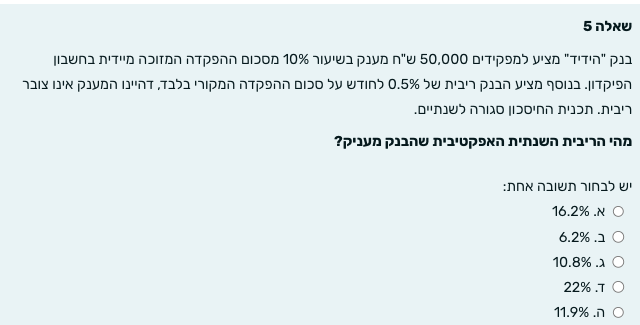 שאלה 5
בנק "הידיד" מציע למפקידים 50,000 ש"ח מענק בשיעור 10% מסכום ההפקדה המזוכה מיידית בחשבון
הפיקדון. בנוסף מציע הבנק ריבית של 0.5% לחודש על סכום ההפקדה המקורי בלבד, דהיינו המענק אינו צובר
ריבית. תכנית החיסכון סגורה לשנתיים.
מהי הריבית השנתית האפקטיבית שהבנק מעניק?
יש לבחור תשובה אחת:
א. 16.2%
ב. 6.2%
ג. 10.8%
ד. 22%
ה. 11.9%